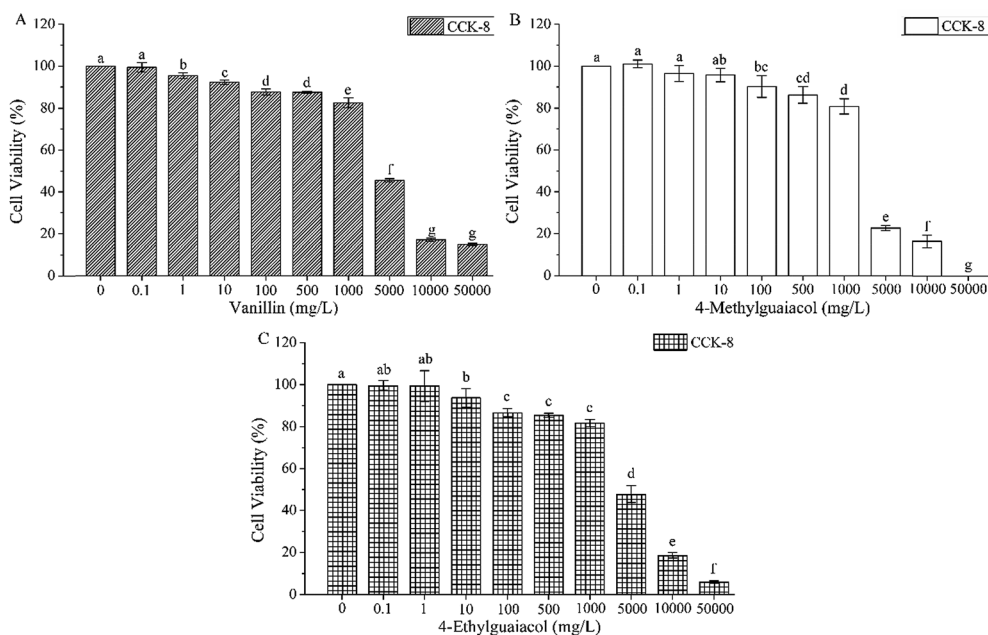 A
CCK-8
120
100
80
60
40
20
0
Cell Viability (%)
a a b c d d e f g g
0 0.1 1 10 100 500 1000 5000 10000 50000
Vanillin (mg/L)
B
CCK-8
120
100
80
60
40
20
0
Cell Viability (%)
a a a ab bc cd d e f g
0 0.1 1 10 100 500 1000 5000 10000 50000
4-Methylguaiacol (mg/L)
C
CCK-8
120
100
80
60
40
20
0
Cell Viability (%)
a ab ab b c c c d e f
0 0.1 1 10 100 500 1000 5000 10000 50000
4-Ethylguaiacol (mg/L)